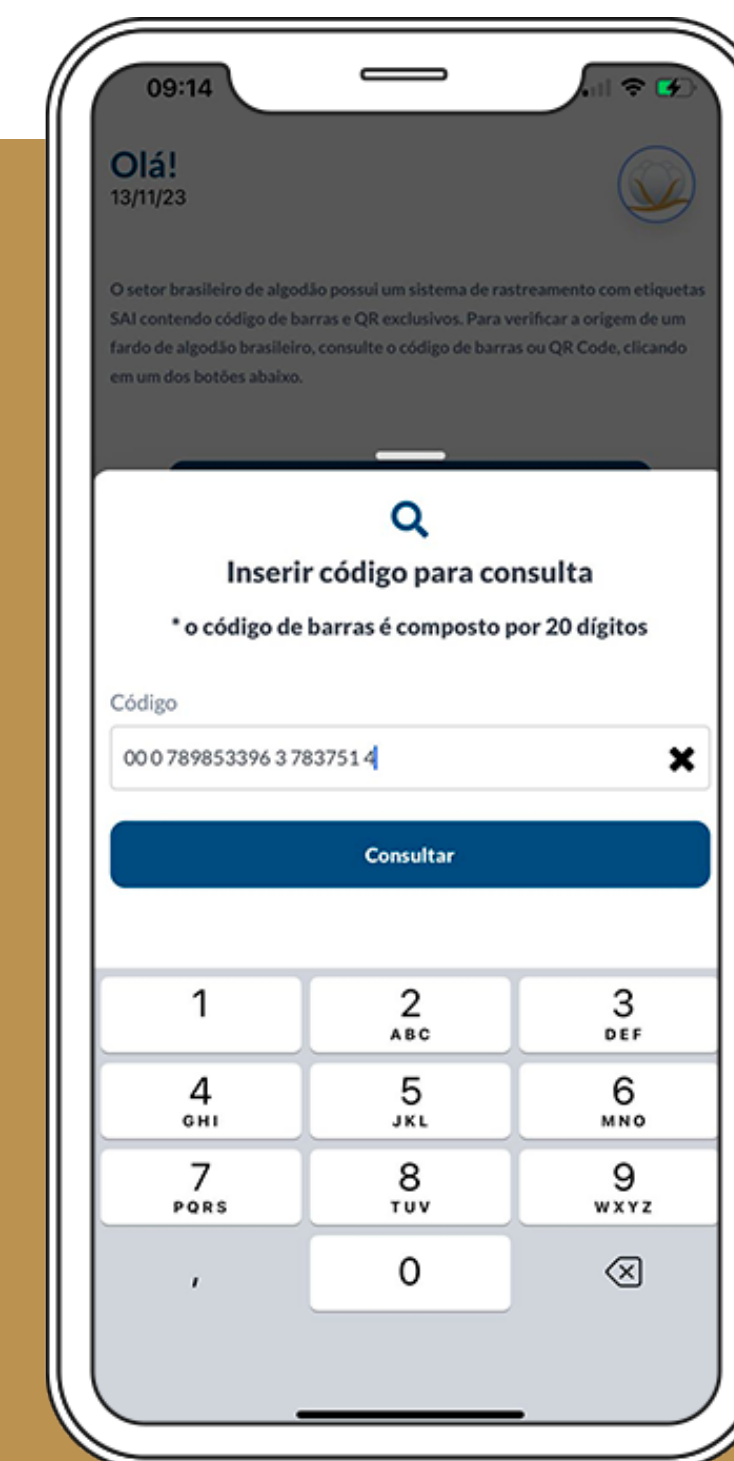 09:14
Olá!
13/11/23
O setor brasileiro de algodão possui um sistema de rastreamento com etiquetas
SAI contendo código de barras e QR exclusivos. Para verificar a origem de um
fardo de algodão brasileiro, consulte o código de barras ou QR Code, clicando
em um dos botões abaixo.
Inserir código para consulta
* o código de barras é composto por 20 dígitos
Código
00 0 789853396 3 783751 4
Consultar
1
2
ABC
3
DEF
4
GHI
5
JKL
6
MNO
7
PQRS
8
TUV
9
WXYZ
,
0